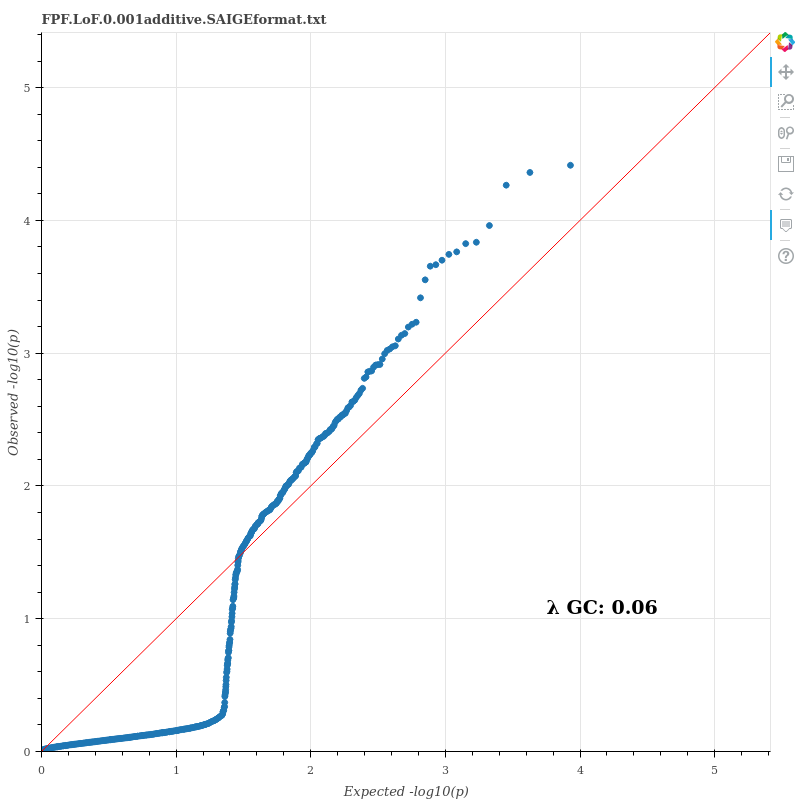 FPF.LoF.0.001additive.SAIGEformat.txt
5
4
3
2
1
0
Observed -log10(p)
λ GC: 0.06
0 1 2 3 4 5
Expected -log10(p)